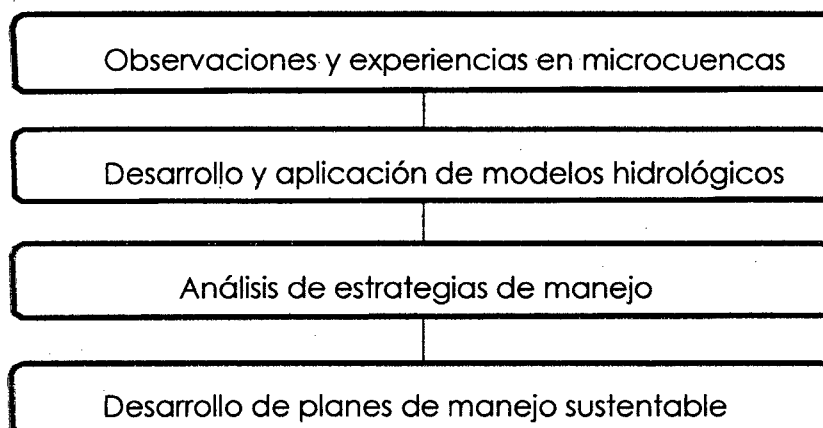 Observaciones y experiencias en microcuencas
Desarrollo y aplicación de modelos hidrológicos
Análisis de estrategias de manejo
Desarrollo de planes de manejo sustentable